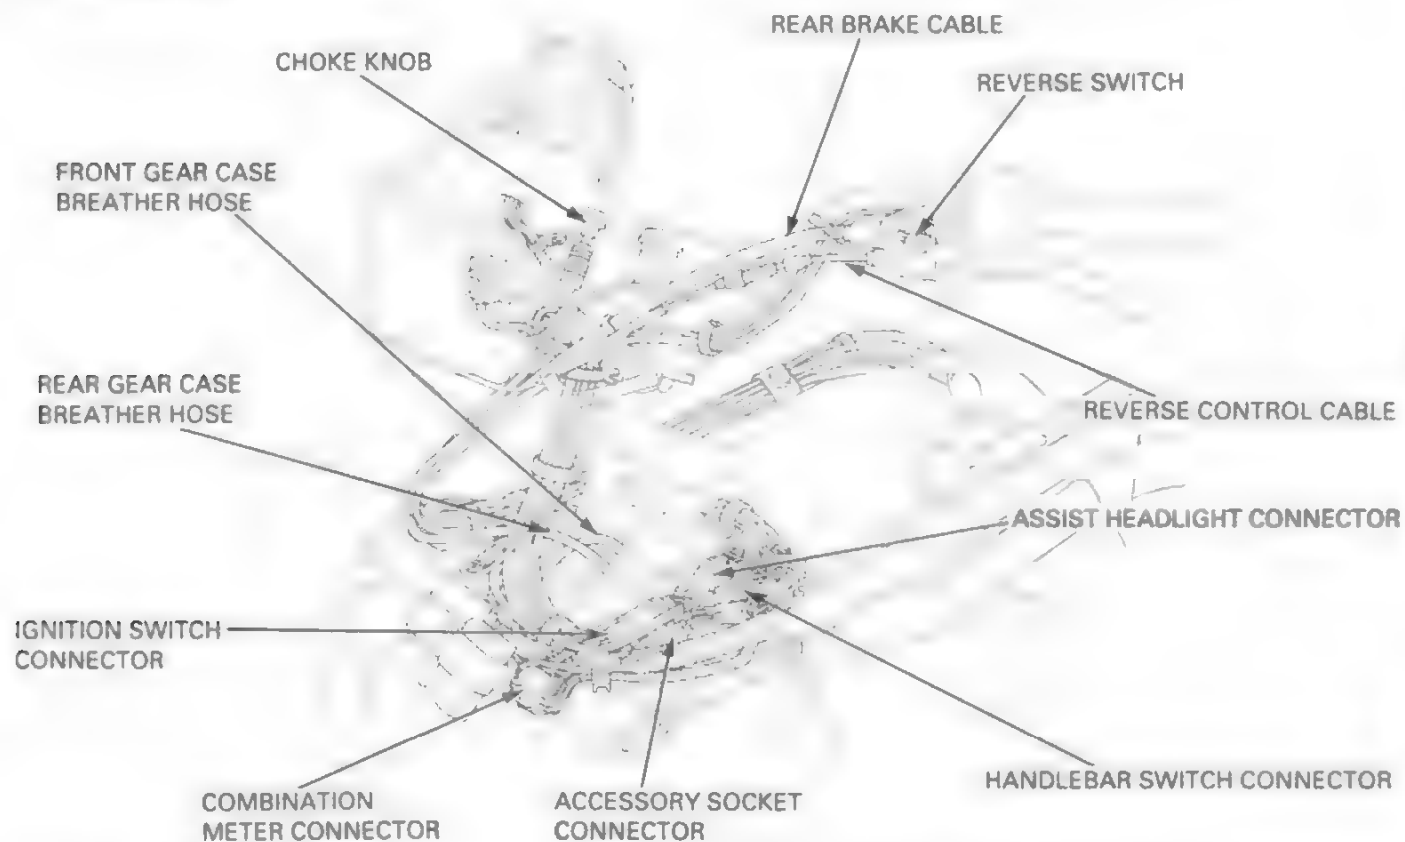 REAR BRAKE CABLE
CHOKE KNOB
REVERSE SWITCH
FRONT GEAR CASE
BREATHER HOSE
REAR GEAR CASE
BREATHER HOSE
REVERSE CONTROL CABLE
ASSIST HEADLIGHT CONNECTOR
IGNITION SWITCH
CONNECTOR
HANDLEBAR SWITCH CONNECTOR
COMBINATION
METER CONNECTOR
ACCESSORY SOCKET
CONNECTOR